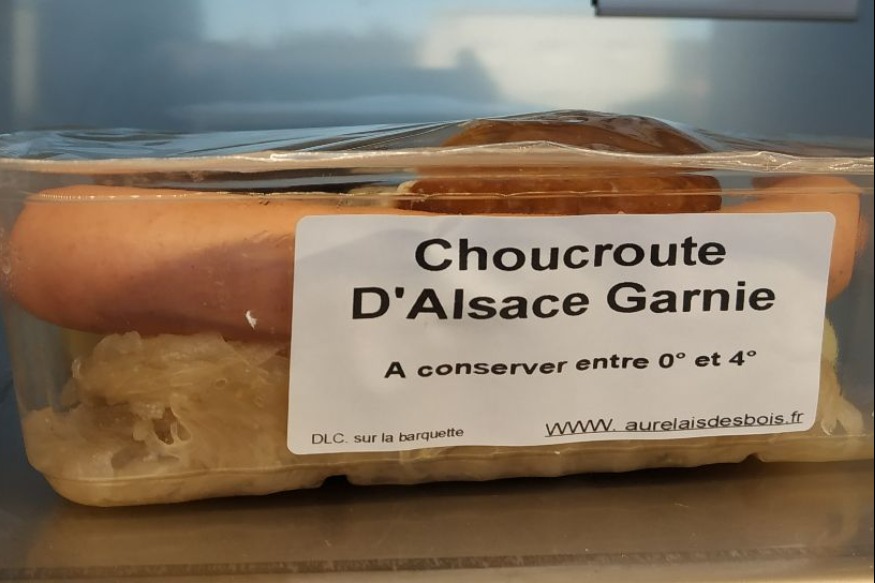 Choucroute
D'Alsace Garnie
A conserver entre 0° et 4°
DLC. sur la barquette
WWW. aurelaisdesbois.fr